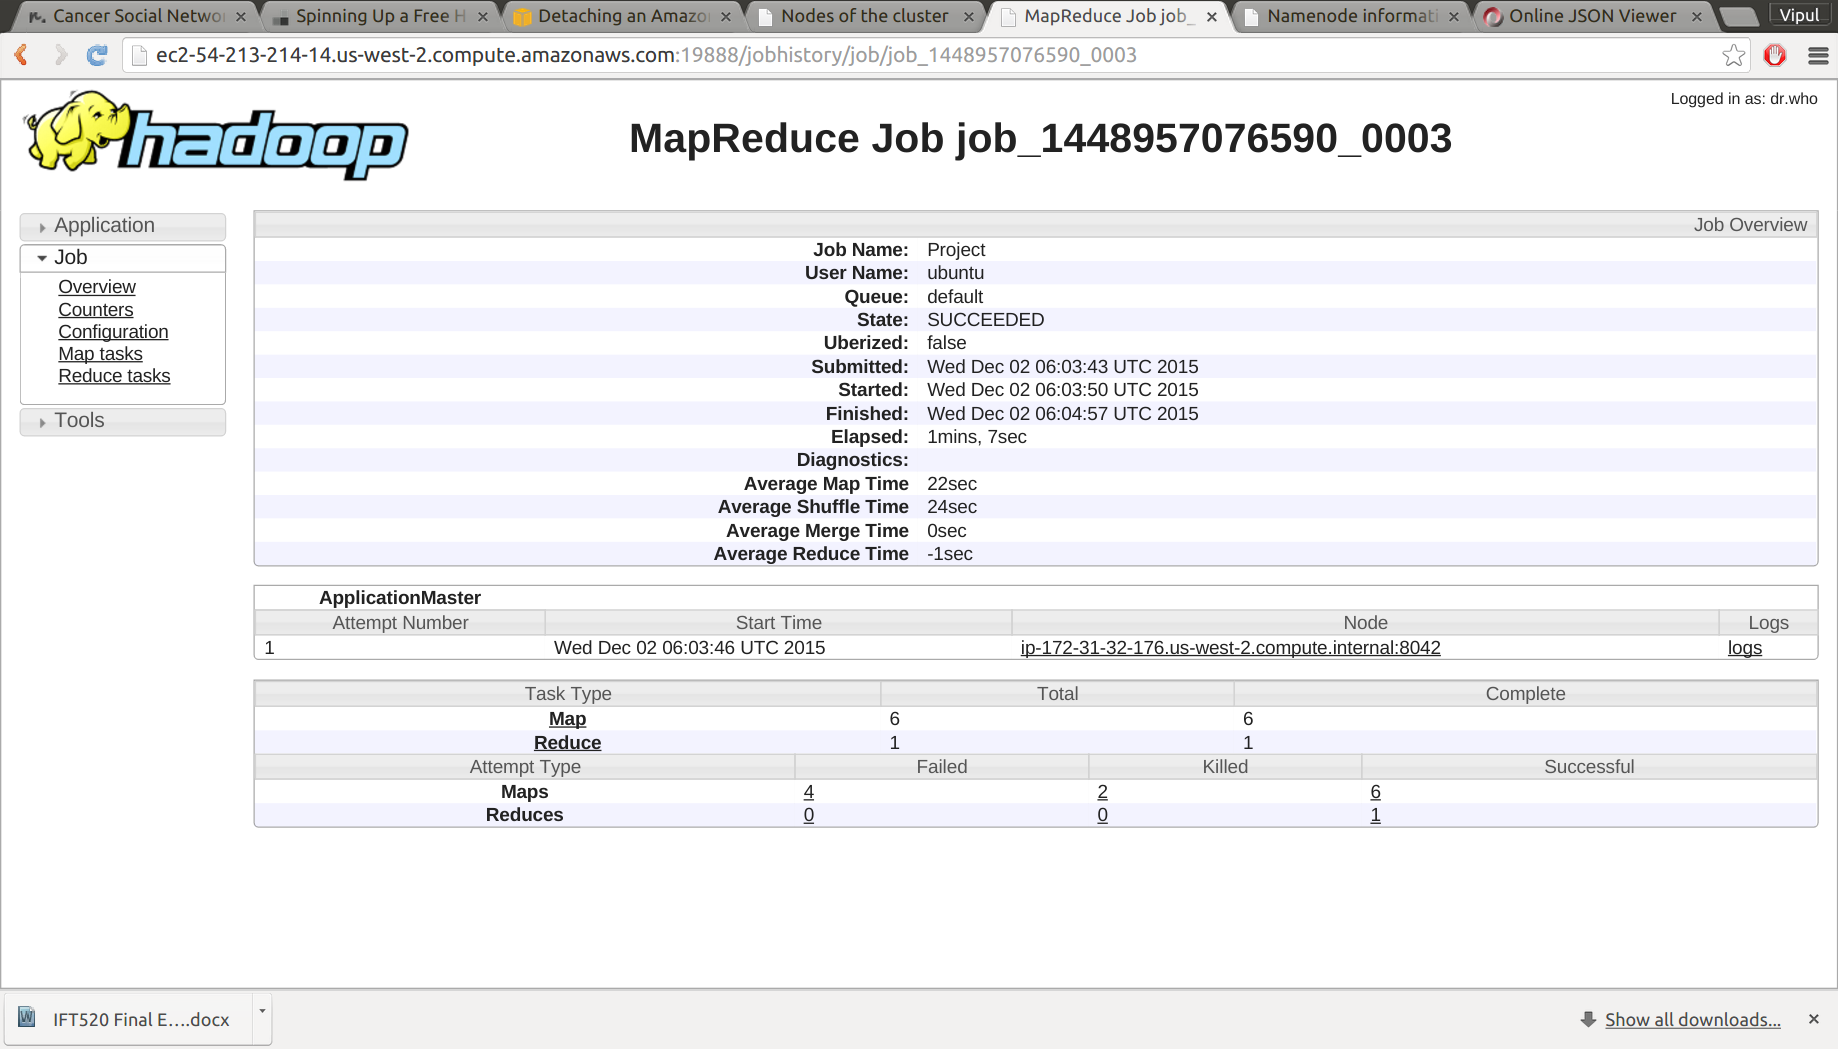 Cancer Social Netwo
Spinning Up a Free H
Detaching an Amazo
Nodes of the cluster
MapReduce Job job_
Namenode informati
Online JSON Viewer
Vipul
ec2-54-213-214-14.us-west-2.compute.amazonaws.com:19888/jobhistory/job/job_1448957076590_0003
Logged in as: dr.who
hadoop
MapReduce Job job_1448957076590_0003
Application
Job
Overview
Counters
Configuration
Map tasks
Reduce tasks
Tools
Job Overview
Job Name: Project
User Name: ubuntu
Queue: default
State: SUCCEEDED
Uberized: false
Submitted: Wed Dec 02 06:03:43 UTC 2015
Started: Wed Dec 02 06:03:50 UTC 2015
Finished: Wed Dec 02 06:04:57 UTC 2015
Elapsed: 1mins, 7sec
Diagnostics:
Average Map Time 22sec
Average Shuffle Time 24sec
Average Merge Time 0sec
Average Reduce Time -1sec
ApplicationMaster
Attempt Number Start Time Node Logs
1 Wed Dec 02 06:03:46 UTC 2015 ip-172-31-32-176.us-west-2.compute.internal:8042 logs
Task Type Total Complete
Map 6 6
Reduce 1 1
Attempt Type Failed Killed Successful
Maps 4 2 6
Reduces 0 0 1
IFT520 Final E....docx
Show all downloads...